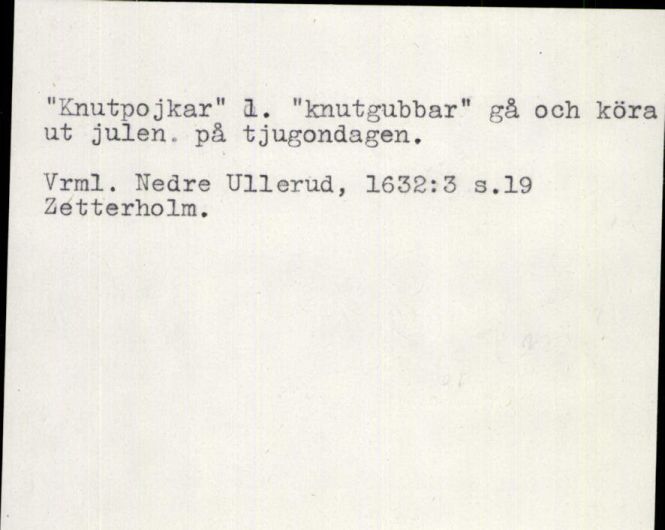 "Knutpojkar" l. "knutgubbar" gå och köra
ut julen. på tjugondagen.
Vrml. Nedre Ullerud, 1632:3 s.19
Zetterholm.